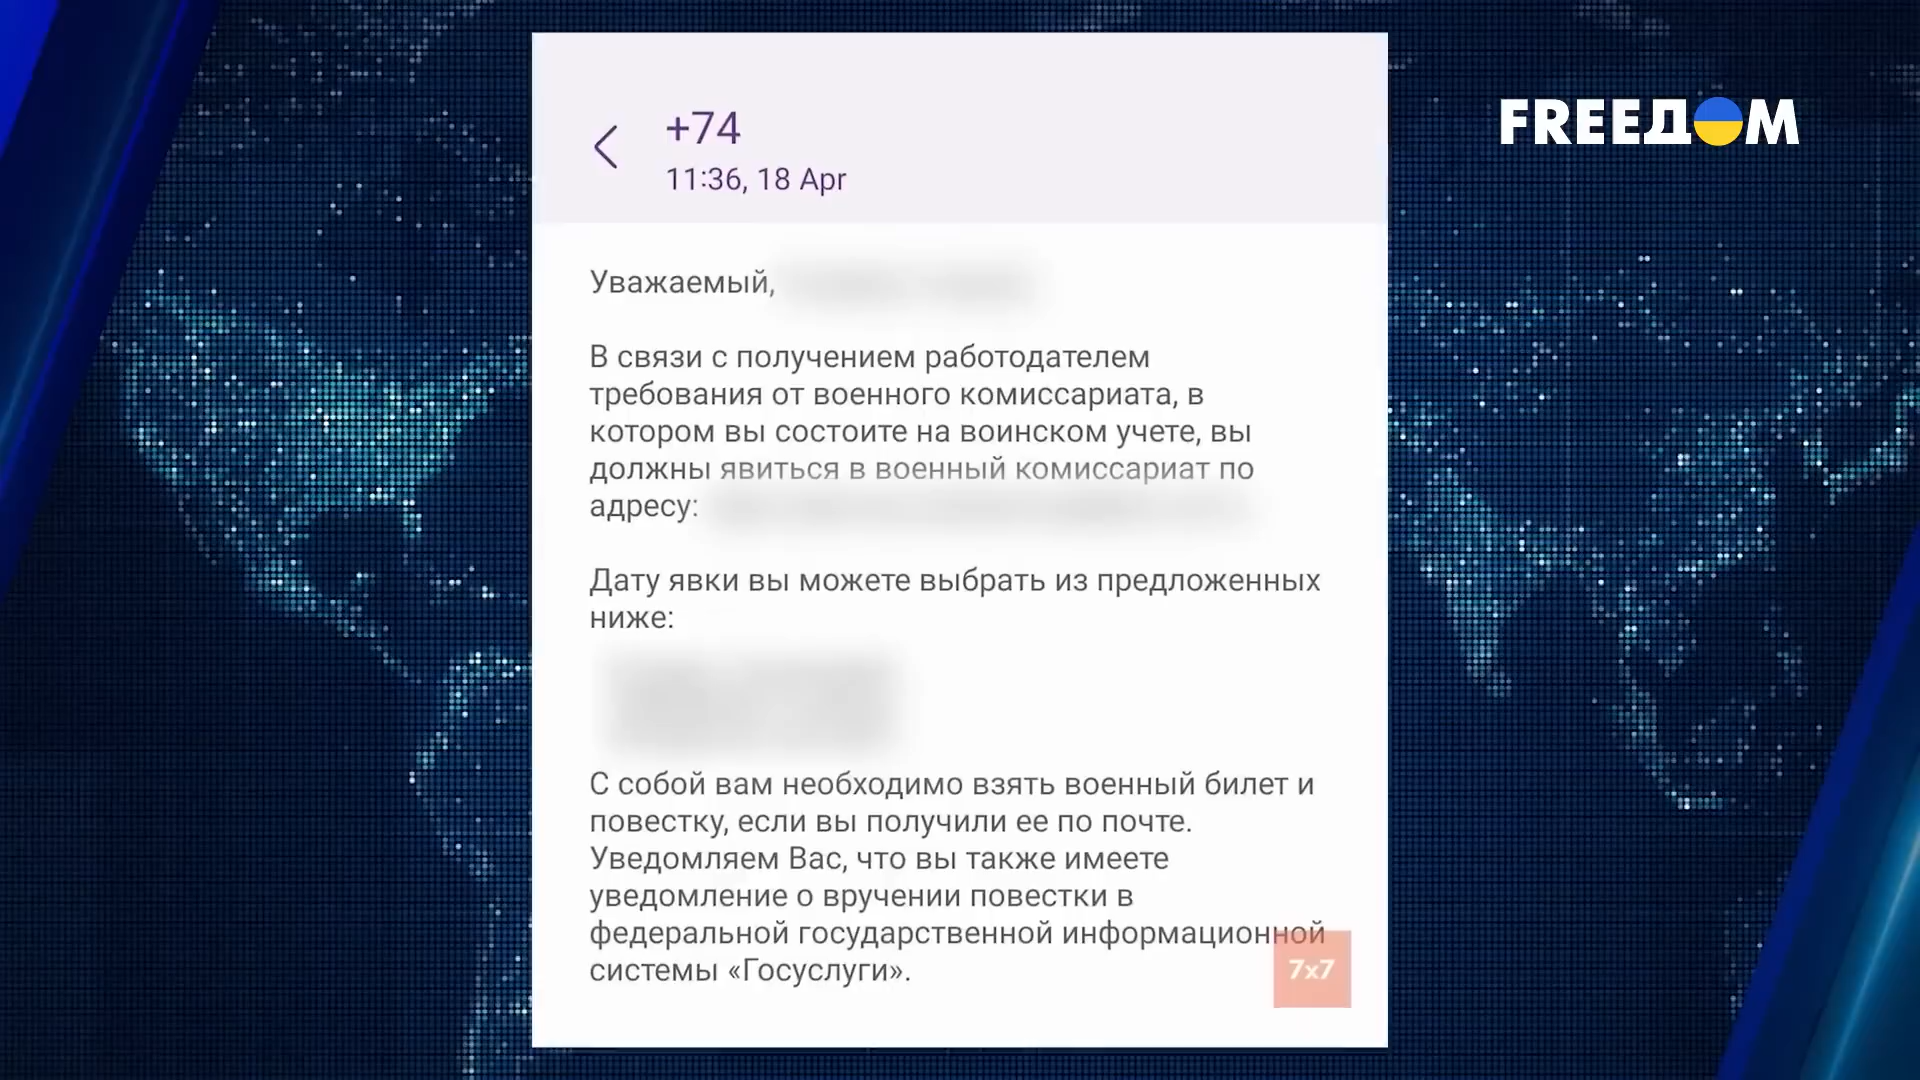 FREEДOM
+74
11:36, 18 Apr
Уважаемый,
В связи с получением работодателем
требования от военного комиссариата, в
котором вы состоите на воинском учете, вы
должны явиться в военный комиссариат по
адресу:
Дату явки вы можете выбрать из предложенных
ниже:
С собой вам необходимо взять военный билет и
повестку, если вы получили ее по почте.
Уведомляем Вас, что вы также имеете
уведомление о вручении повестки в
федеральной государственной информационной
системы «Госуслуги».
7x7